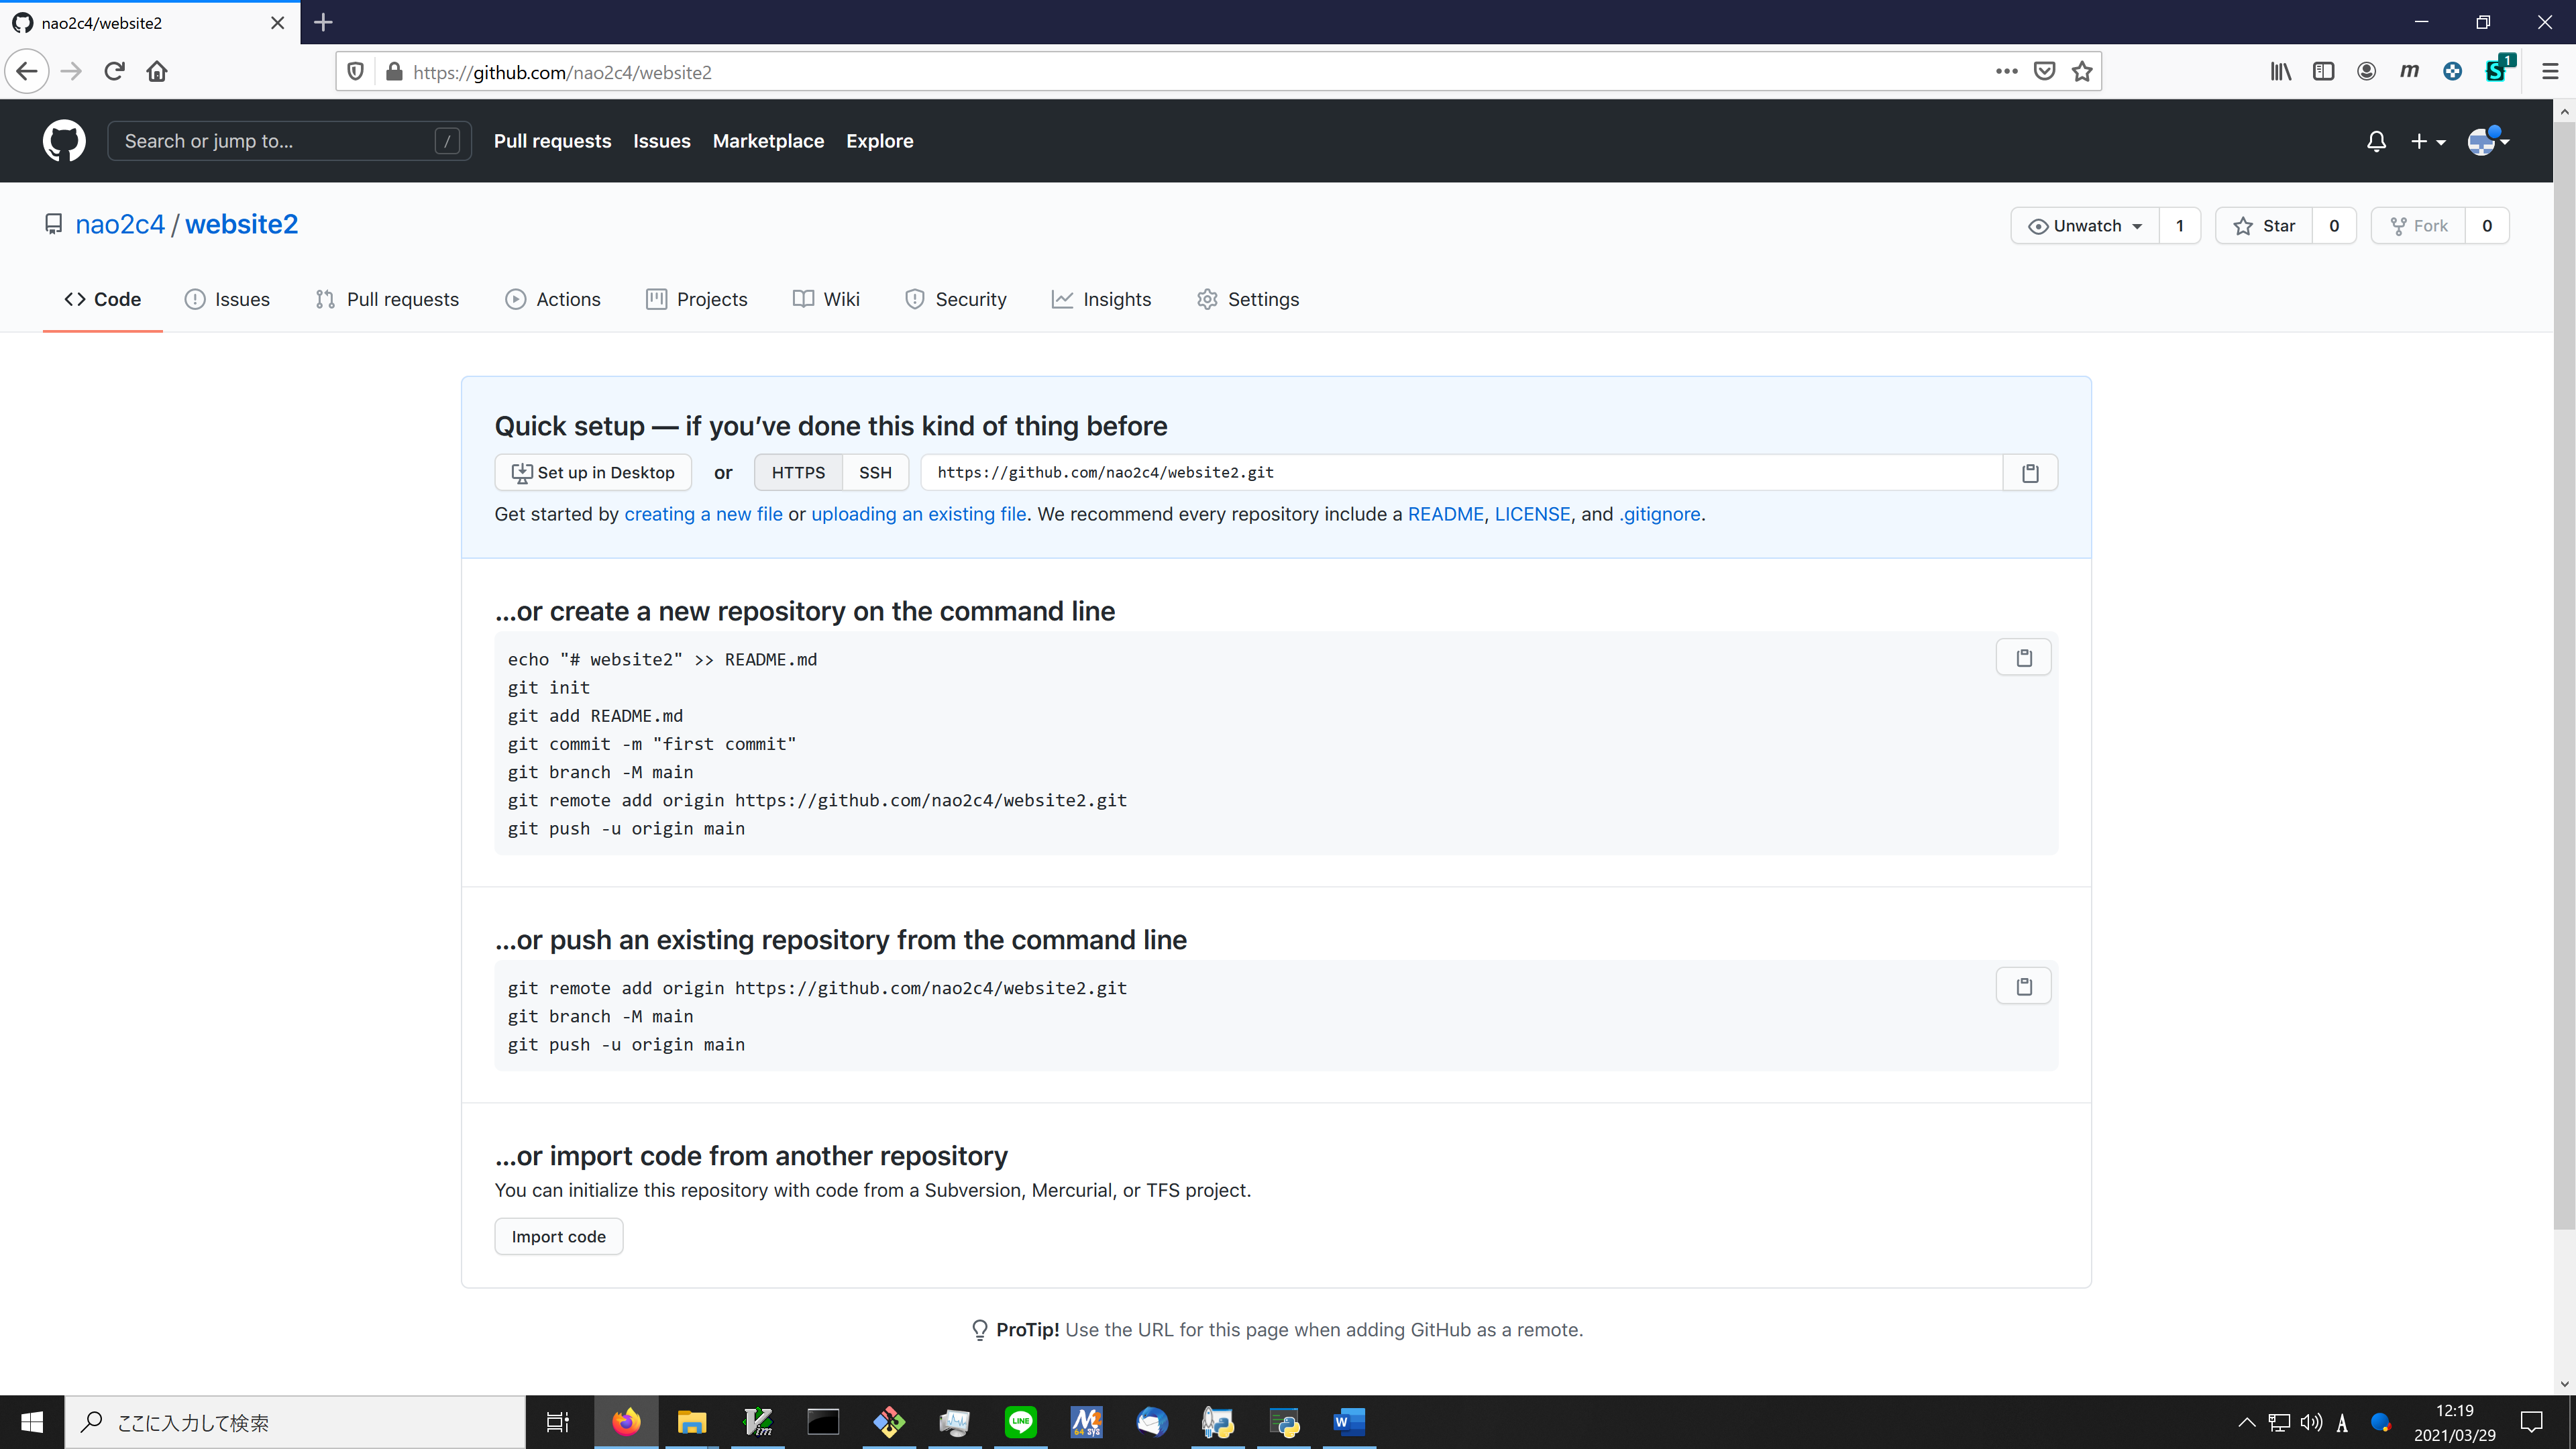 nao2c4/website2
https://github.com/nao2c4/website2
1
Search or jump to... /
Pull requests Issues Marketplace Explore
nao2c4 / website2
Unwatch 1 Star 0 Fork 0
Code Issues Pull requests Actions Projects Wiki Security Insights Settings
Quick setup — if you’ve done this kind of thing before
Set up in Desktop or HTTPS SSH https://github.com/nao2c4/website2.git
Get started by creating a new file or uploading an existing file. We recommend every repository include a README, LICENSE, and .gitignore.
…or create a new repository on the command line
echo "# website2" >> README.md
git init
git add README.md
git commit -m "first commit"
git branch -M main
git remote add origin https://github.com/nao2c4/website2.git
git push -u origin main
…or push an existing repository from the command line
git remote add origin https://github.com/nao2c4/website2.git
git branch -M main
git push -u origin main
…or import code from another repository
You can initialize this repository with code from a Subversion, Mercurial, or TFS project.
Import code
ProTip! Use the URL for this page when adding GitHub as a remote.
ここに入力して検索
LINE
A
12:19
2021/03/29